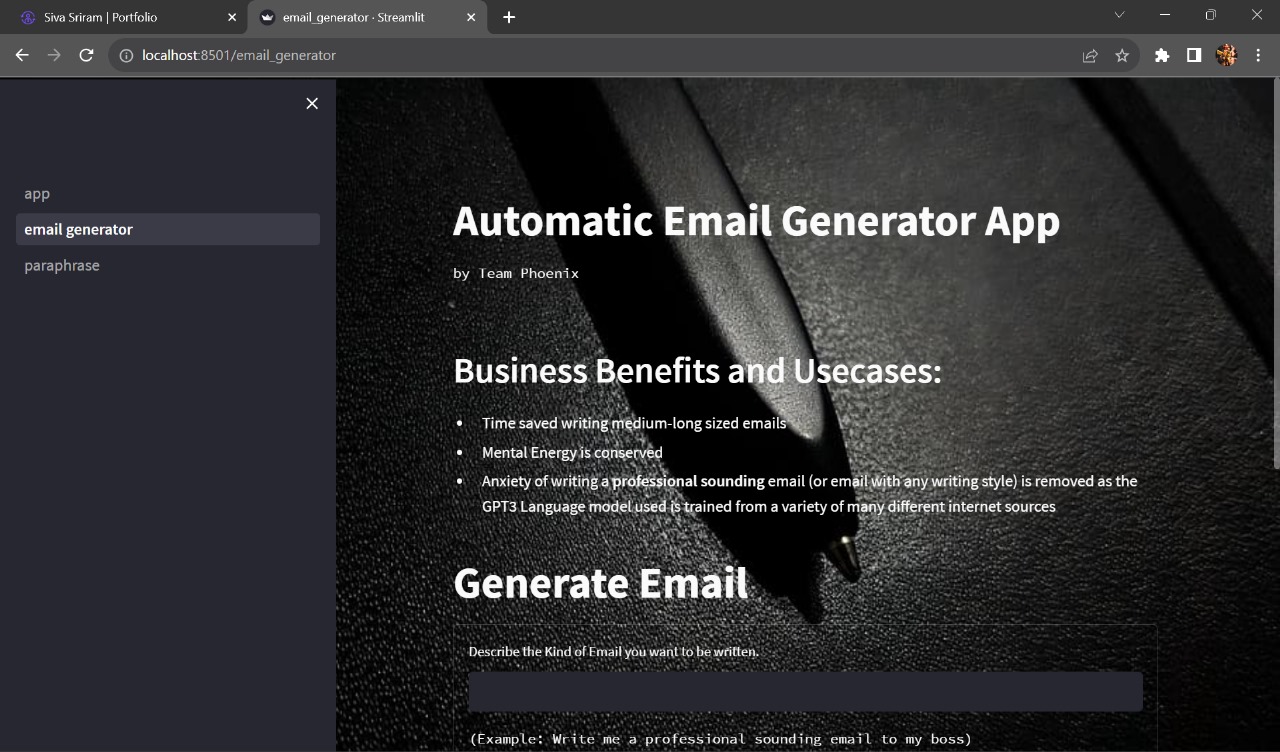 Siva Sriram | Portfolio
email_generator · Streamlit
localhost:8501/email_generator
app
email generator
paraphrase
Automatic Email Generator App
by Team Phoenix
Business Benefits and Usecases:
Time saved writing medium-long sized emails
Mental Energy is conserved
Anxiety of writing a professional sounding email (or email with any writing style) is removed as the
GPT3 Language model used is trained from a variety of many different internet sources
Generate Email
Describe the Kind of Email you want to be written.
(Example: Write me a professional sounding email to my boss)